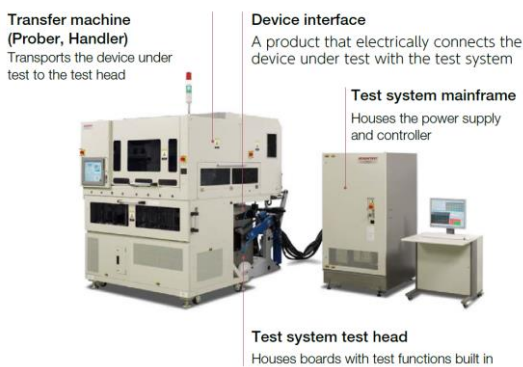 Transfer machine
(Prober, Handler)
Transports the device under
test to the test head
Device interface
A product that electrically connects the
device under test with the test system
Test system mainframe
Houses the power supply
and controller
Test system test head
Houses boards with test functions built in